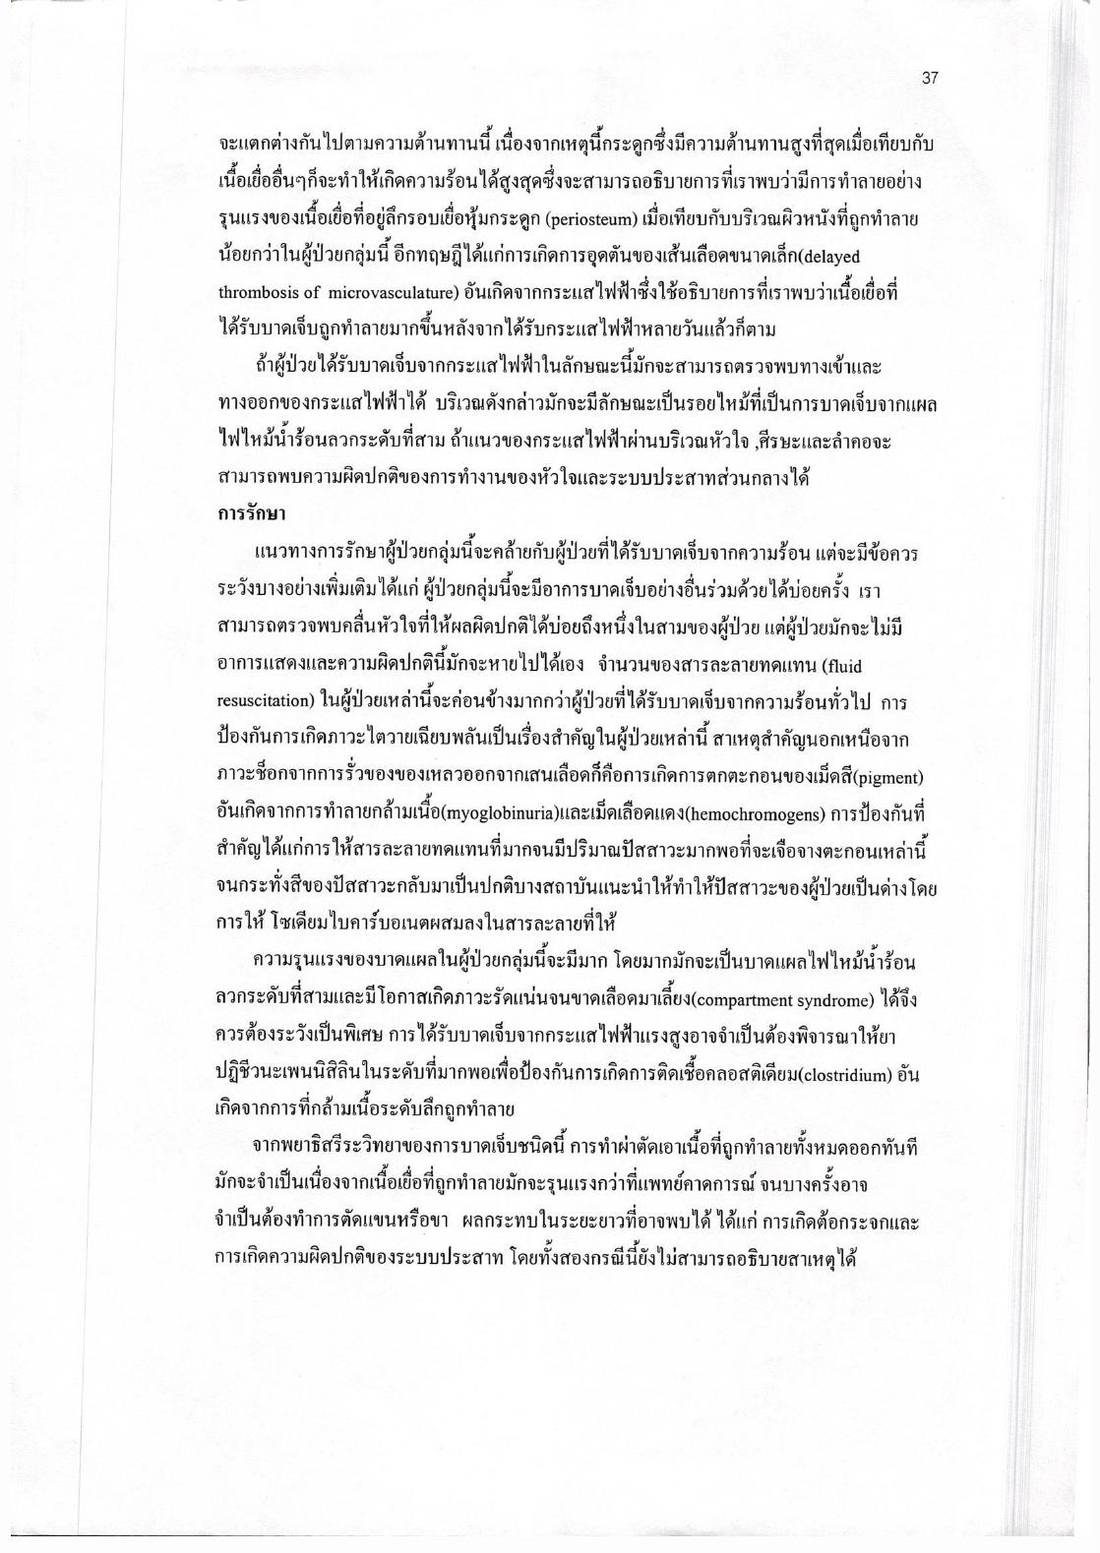 37
จะแตกต่างกันไปตามความต้านทานนี้ เนื่องจากเหตุนี้กระดูกซึ่งมีความต้านทานสูงที่สุดเมื่อเทียบกับ
เนื้อเยื่ออื่นๆก็จะทำให้เกิดความร้อนได้สูงสุดซึ่งจะสามารถอธิบายการที่เราพบว่ามีการทำลายอย่าง
รุนแรงของเนื้อเยื่อที่อยู่ลึกรอบเยื่อหุ้มกระดูก (periosteum) เมื่อเทียบกับบริเวณผิวหนังที่ถูกทำลาย
น้อยกว่าในผู้ป่วยกลุ่มนี้ อีกทฤษฎีได้แก่การเกิดการอุดตันของเส้นเลือดขนาดเล็ก(delayed
thrombosis of microvasculature) อันเกิดจากกระแสไฟฟ้าซึ่งใช้อธิบายการที่เราพบว่าเนื้อเยื่อที่
ได้รับบาดเจ็บถูกทำลายมากขึ้นหลังจากได้รับกระแสไฟฟ้าหลายวันแล้วก็ตาม
ถ้าผู้ป่วยได้รับบาดเจ็บจากกระแสไฟฟ้าในลักษณะนี้มักจะสามารถตรวจพบทางเข้าและ
ทางออกของกระแสไฟฟ้าได้ บริเวณดังกล่าวมักจะมีลักษณะเป็นรอยไหม้ที่เป็นการบาดเจ็บจากแผล
ไฟไหม้น้ำร้อนลวกระดับที่สาม ถ้าแนวของกระแสไฟฟ้าผ่านบริเวณหัวใจ ,ศีรษะและลำคอจะ
สามารถพบความผิดปกติของการทำงานของหัวใจและระบบประสาทส่วนกลางได้
การรักษา
แนวทางการรักษาผู้ป่วยกลุ่มนี้จะคล้ายกับผู้ป่วยที่ได้รับบาดเจ็บจากความร้อน แต่จะมีข้อควร
ระวังบางอย่างเพิ่มเติมได้แก่ ผู้ป่วยกลุ่มนี้จะมีอาการบาดเจ็บอย่างอื่นร่วมด้วยได้บ่อยครั้ง เรา
สามารถตรวจพบคลื่นหัวใจที่ให้ผลผิดปกติได้บ่อยถึงหนึ่งในสามของผู้ป่วย แต่ผู้ป่วยมักจะไม่มี
อาการแสดงและความผิดปกตินี้มักจะหายไปได้เอง จำนวนของสารละลายทดแทน (fluid
resuscitation) ในผู้ป่วยเหล่านี้จะค่อนข้างมากกว่าผู้ป่วยที่ได้รับบาดเจ็บจากความร้อนทั่วไป การ
ป้องกันการเกิดภาวะไตวายเฉียบพลันเป็นเรื่องสำคัญในผู้ป่วยเหล่านี้ สาเหตุสำคัญนอกเหนือจาก
ภาวะช็อกจากการรั่วของของเหลวออกจากเสนเลือดก็คือการเกิดการตกตะกอนของเม็ดสี(pigment)
อันเกิดจากการทำลายกล้ามเนื้อ(myoglobinuria)และเม็ดเลือดแดง(hemochromogens) การป้องกันที่
สำคัญได้แก่การให้สารละลายทดแทนที่มากจนมีปริมาณปัสสาวะมากพอที่จะเจือจางตะกอนเหล่านี้
จนกระทั่งสีของปัสสาวะกลับมาเป็นปกติบางสถาบันแนะนำให้ทำให้ปัสสาวะของผู้ป่วยเป็นด่างโดย
การให้ โซเดียมไบคาร์บอเนตผสมลงในสารละลายที่ให้
ความรุนแรงของบาดแผลในผู้ป่วยกลุ่มนี้จะมีมาก โดยมากมักจะเป็นบาดแผลไฟไหม้น้ำร้อน
ลวกระดับที่สามและมีโอกาสเกิดภาวะรัดแน่นจนขาดเลือดมาเลี้ยง(compartment syndrome) ได้จึง
ควรต้องระวังเป็นพิเศษ การได้รับบาดเจ็บจากกระแสไฟฟ้าแรงสูงอาจจำเป็นต้องพิจารณาให้ยา
ปฏิชีวนะเพนนิสิลินในระดับที่มากพอเพื่อป้องกันการเกิดการติดเชื้อคลอสติเดียม(clostridium) อัน
เกิดจากการที่กล้ามเนื้อระดับลึกถูกทำลาย
จากพยาธิสรีระวิทยาของการบาดเจ็บชนิดนี้ การทำผ่าตัดเอาเนื้อที่ถูกทำลายทั้งหมดออกทันที
มักจะจำเป็นเนื่องจากเนื้อเยื่อที่ถูกทำลายมักจะรุนแรงกว่าที่แพทย์คาดการณ์ จนบางครั้งอาจ
จำเป็นต้องทำการตัดแขนหรือขา ผลกระทบในระยะยาวที่อาจพบได้ ได้แก่ การเกิดต้อกระจกและ
การเกิดความผิดปกติของระบบประสาท โดยทั้งสองกรณีนี้ยังไม่สามารถอธิบายสาเหตุได้